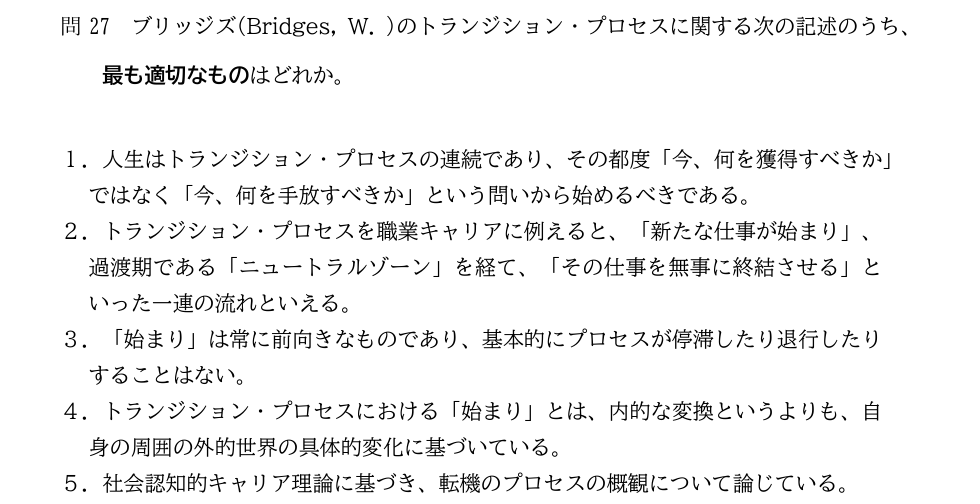 問 27　ブリッジズ(Bridges, W. )のトランジション・プロセスに関する次の記述のうち、
最も適切なものはどれか。
１．人生はトランジション・プロセスの連続であり、その都度「今、何を獲得すべきか」
ではなく「今、何を手放すべきか」という問いから始めるべきである。
２．トランジション・プロセスを職業キャリアに例えると、「新たな仕事が始まり」、
過渡期である「ニュートラルゾーン」を経て、「その仕事を無事に終結させる」と
いった一連の流れといえる。
３．「始まり」は常に前向きなものであり、基本的にプロセスが停滞したり退行したり
することはない。
４．トランジション・プロセスにおける「始まり」とは、内的な変換というよりも、自
身の周囲の外的世界の具体的変化に基づいている。
５．社会認知的キャリア理論に基づき、転機のプロセスの概観について論じている。